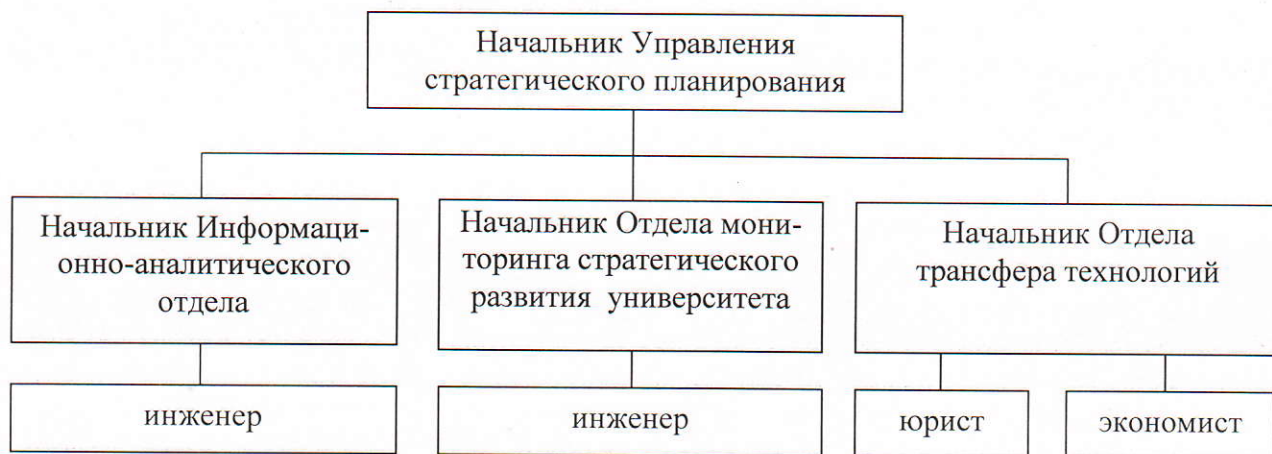 Начальник Управления
стратегического планирования
Начальник Информаци-
онно-аналитического
отдела
Начальник Отдела мони-
торинга стратегического
развития университета
Начальник Отдела
трансфера технологий
инженер
инженер
юрист
экономист